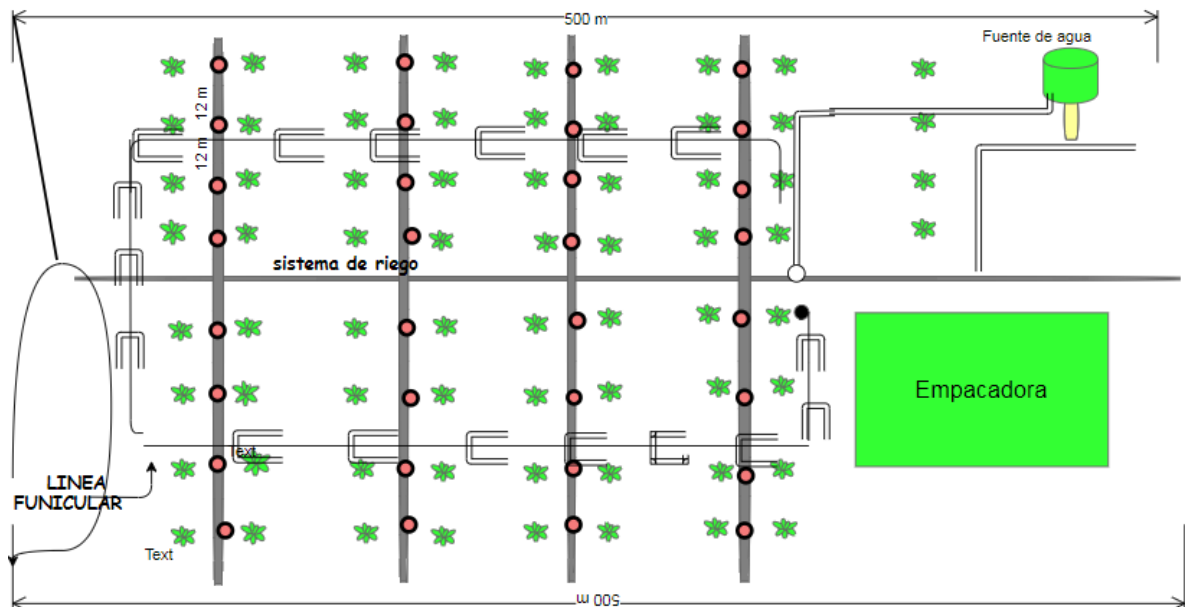 500 m
Fuente de agua
12 m
12 m
sistema de riego
Empacadora
Text
LINEA
FUNICULAR
Text
500 m